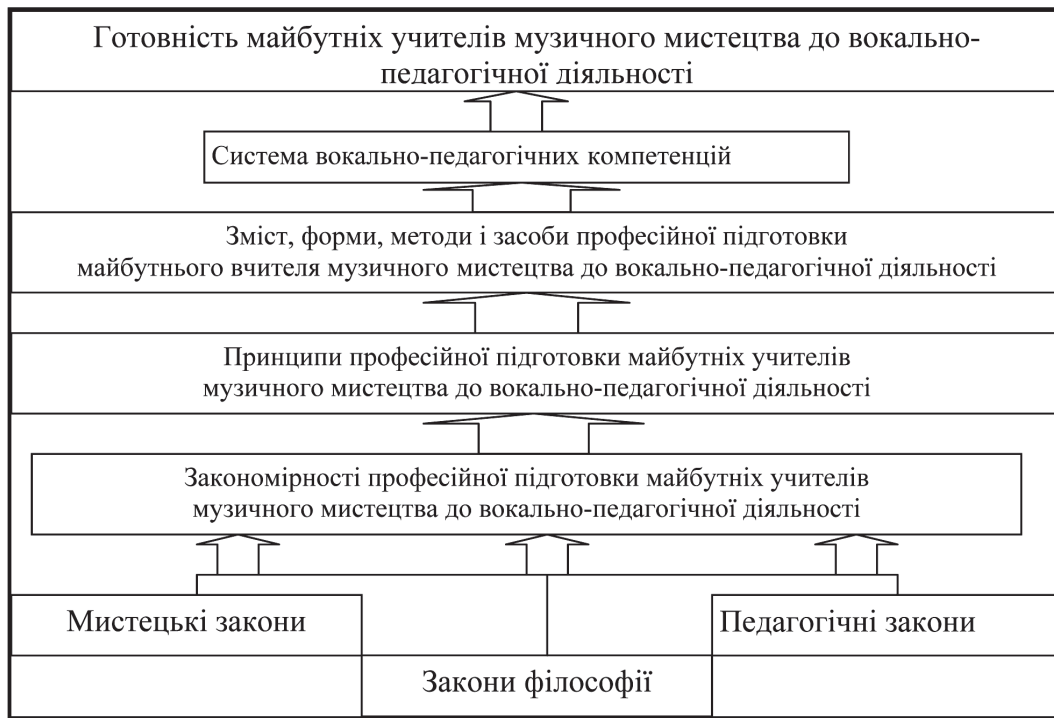 Готовність майбутніх учителів музичного мистецтва до вокально-
педагогічної діяльності
Система вокально-педагогічних компетенцій
Зміст, форми, методи і засоби професійної підготовки
майбутнього вчителя музичного мистецтва до вокально-педагогічної діяльності
Принципи професійної підготовки майбутніх учителів
музичного мистецтва до вокально-педагогічної діяльності
Закономірності професійної підготовки майбутніх учителів
музичного мистецтва до вокально-педагогічної діяльності
Мистецькі закони
Педагогічні закони
Закони філософії